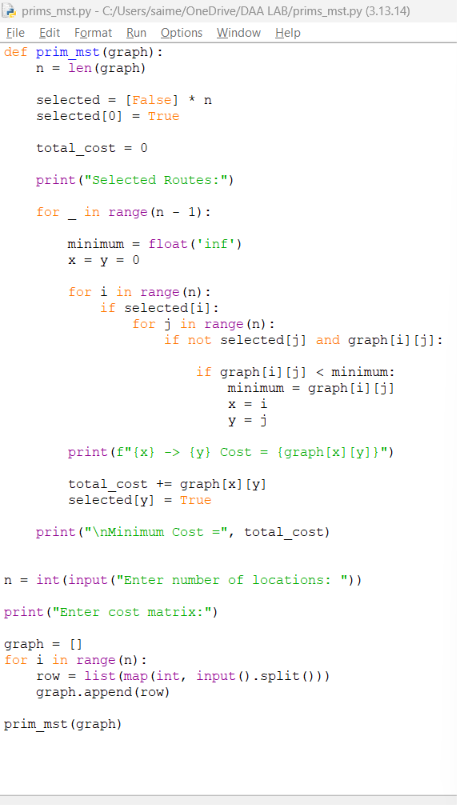 prims_mst.py - C:/Users/saime/OneDrive/DAA LAB/prims_mst.py (3.13.14)
File Edit Format Run Options Window Help
def prim_mst(graph):
    n = len(graph)

    selected = [False] * n
    selected[0] = True

    total_cost = 0

    print("Selected Routes:")

    for _ in range(n - 1):

        minimum = float('inf')
        x = y = 0

        for i in range(n):
            if selected[i]:
                for j in range(n):
                    if not selected[j] and graph[i][j]:

                        if graph[i][j] < minimum:
                            minimum = graph[i][j]
                            x = i
                            y = j

        print(f"{x} -> {y} Cost = {graph[x][y]}")

        total_cost += graph[x][y]
        selected[y] = True

    print("\nMinimum Cost =", total_cost)


n = int(input("Enter number of locations: "))

print("Enter cost matrix:")

graph = []
for i in range(n):
    row = list(map(int, input().split()))
    graph.append(row)

prim_mst(graph)